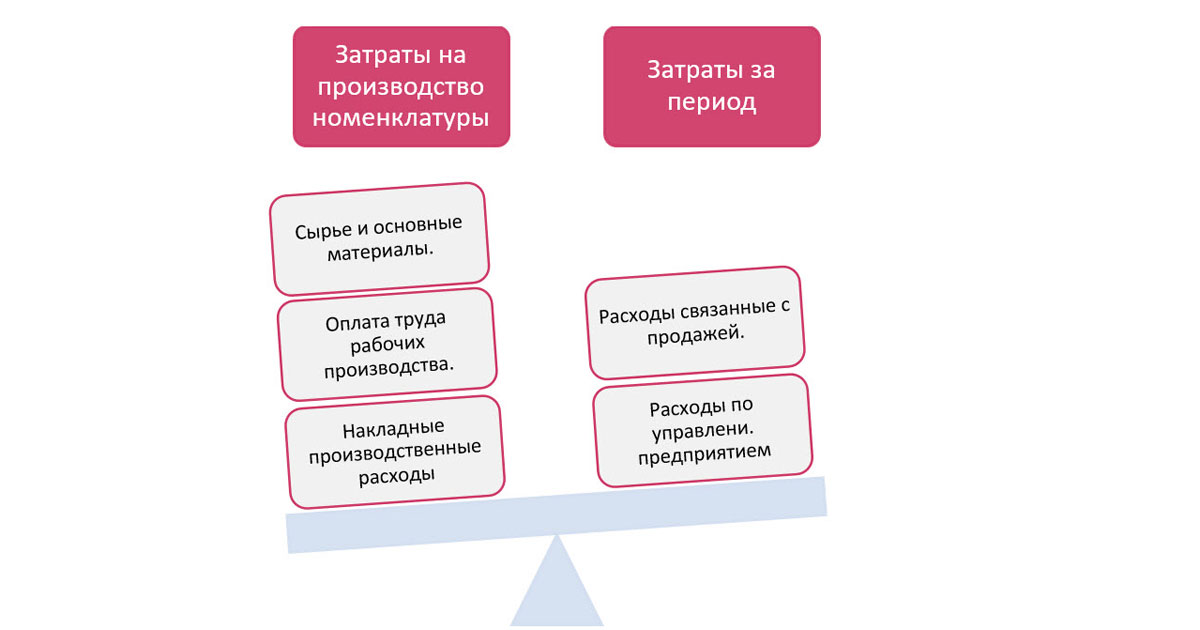 Затраты на
производство
номенклатуры
Затраты за
период
Сырье и основные
материалы.
Оплата труда
рабочих
производства.
Накладные
производственные
расходы
Расходы связанные с
продажей.
Расходы по
управлени.
предприятием